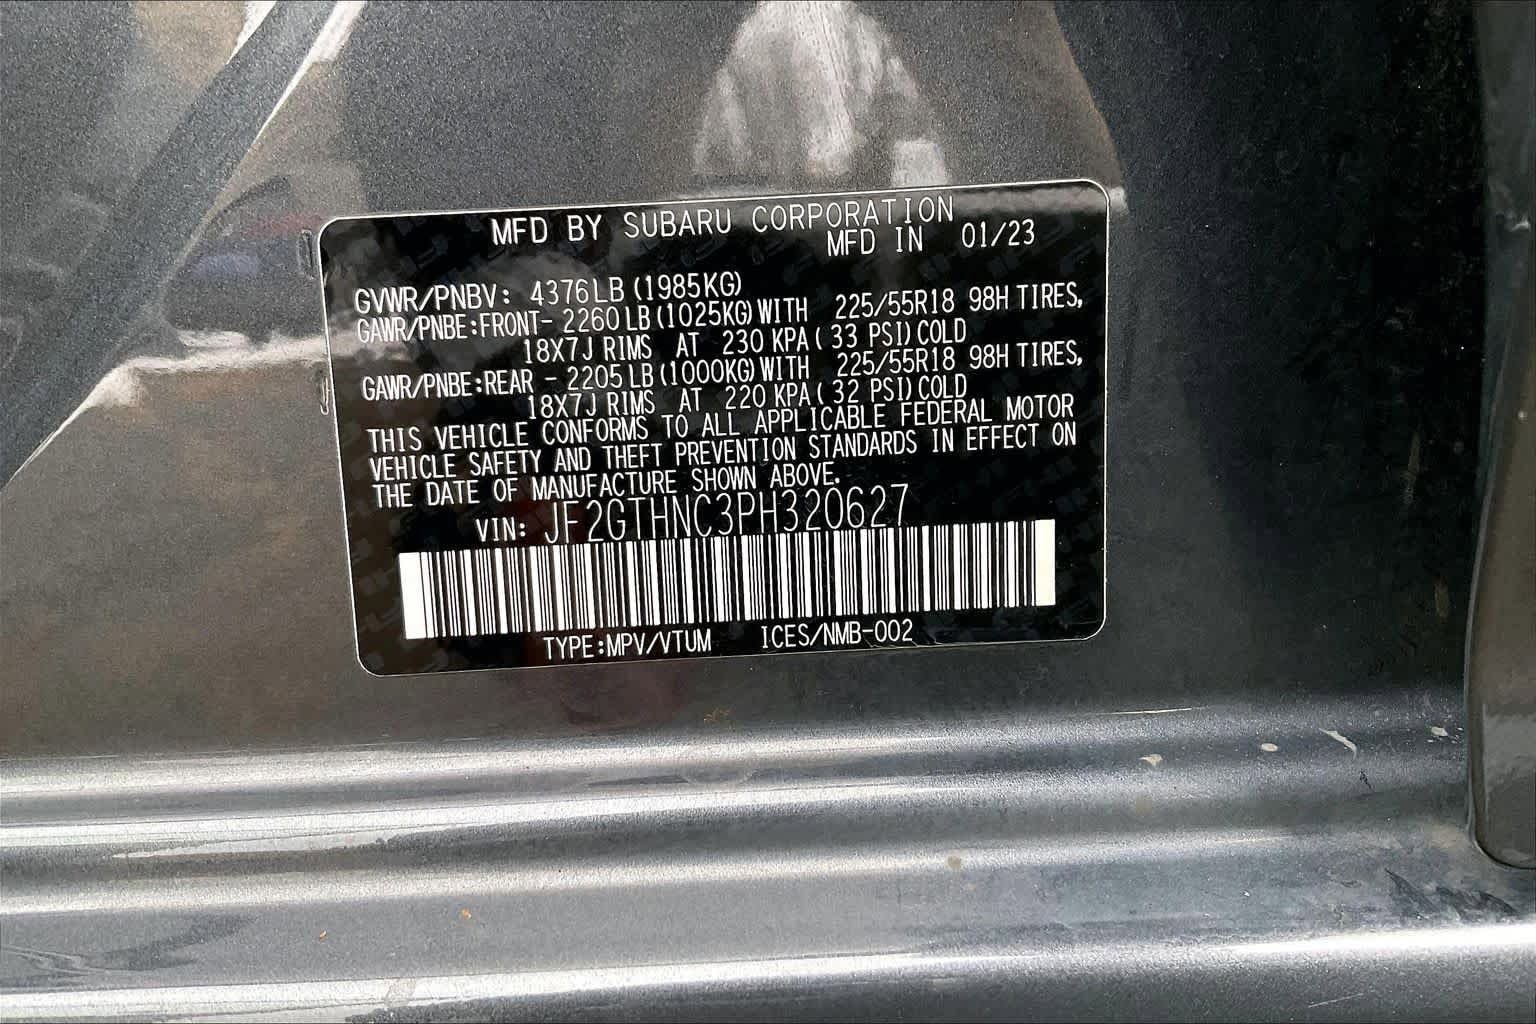 MFD BY SUBARU CORPORATION
MFD IN 01/23
GVWR/PNBV: 4376LB (1985KG)
GAWR/PNBE:FRONT- 2260 LB (1025KG) WITH 225/55R18 98H TIRES,
18X7J RIMS AT 230 KPA ( 33 PSI) COLD
GAWR/PNBE:REAR - 2205 LB (1000KG) WITH 225/55R18 98H TIRES,
18X7J RIMS AT 220 KPA ( 32 PSI) COLD
THIS VEHICLE CONFORMS TO ALL APPLICABLE FEDERAL MOTOR
VEHICLE SAFETY AND THEFT PREVENTION STANDARDS IN EFFECT ON
THE DATE OF MANUFACTURE SHOWN ABOVE.
VIN: JF2GTHNC3PH320627
TYPE:MPV/VTUM ICES/NMB-002